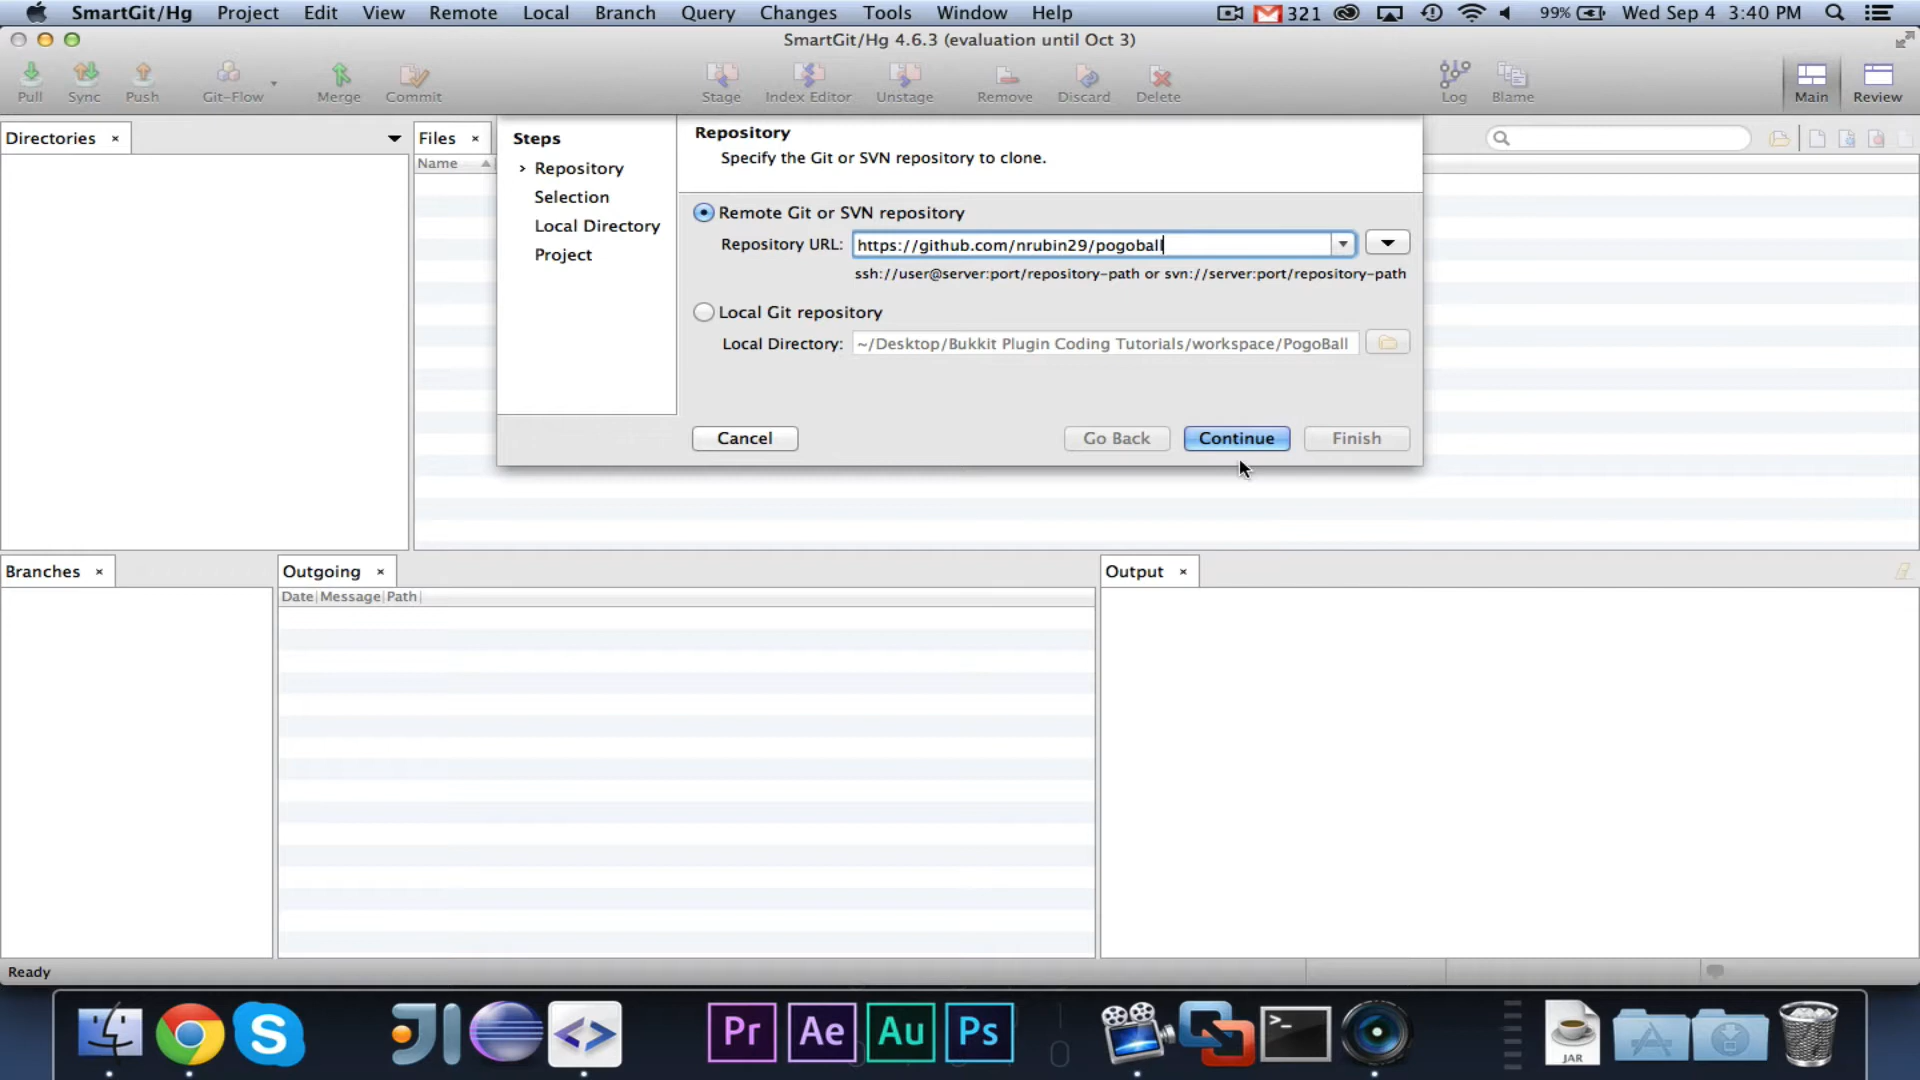 SmartGit/Hg Project Edit View Remote Local Branch Query Changes Tools Window Help 321 99% Wed Sep 4 3:40 PM
SmartGit/Hg 4.6.3 (evaluation until Oct 3)
Pull Sync Push Git-Flow Merge Commit Stage Index Editor Unstage Remove Discard Delete Log Blame Main Review
Directories
Files
Name
Steps
Repository
Selection
Local Directory
Project
Repository
Specify the Git or SVN repository to clone.
Remote Git or SVN repository
Repository URL: https://github.com/nrubin29/pogoball
ssh://user@server:port/repository-path or svn://server:port/repository-path
Local Git repository
Local Directory: ~/Desktop/Bukkit Plugin Coding Tutorials/workspace/PogoBall
Cancel Go Back Continue Finish
Branches
Outgoing
Date Message Path
Output
Ready
S
Pr Ae Au Ps
>_
JAR